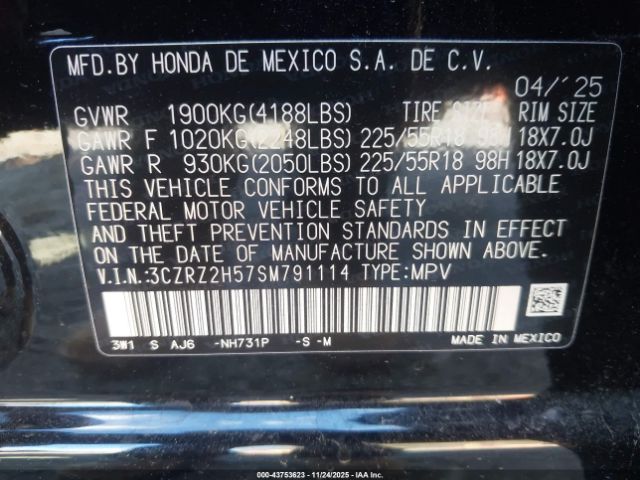 MFD.BY HONDA DE MEXICO S.A. DE C.V.
04/'25
GVWR 1900KG(4188LBS) TIRE SIZE RIM SIZE
GAWR F 1020KG(2248LBS) 225/55R18 98H 18X7.0J
GAWR R 930KG(2050LBS) 225/55R18 98H 18X7.0J
THIS VEHICLE CONFORMS TO ALL APPLICABLE
FEDERAL MOTOR VEHICLE SAFETY
AND THEFT PREVENTION STANDARDS IN EFFECT
ON THE DATE OF MANUFACTURE SHOWN ABOVE.
V.I.N.:3CZRZ2H57SM791114 TYPE:MPV
3W1 S AJ6 -NH731P -S -M MADE IN MEXICO
000-43753623 - 11/24/2025 - IAAI.COM